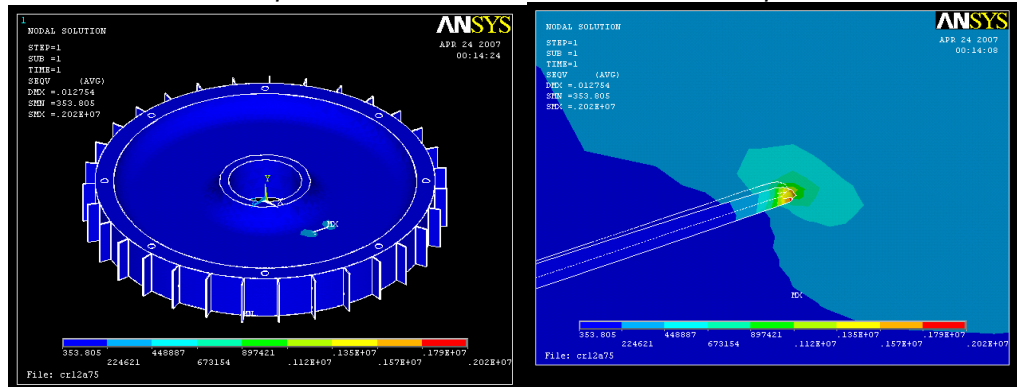 1
NODAL SOLUTION
STEP=1
SUB =1
TIME=1
SEQV (AVG)
DMX =.012754
SMN =353.805
SMX =.202E+07
ANSYS
APR 24 2007
00:14:24
Y
X
MX
MN
353.805 448887 897421 .135E+07 .179E+07
224621 673154 .112E+07 .157E+07 .202E+07
File: cr12a75
NODAL SOLUTION
STEP=1
SUB =1
TIME=1
SEQV (AVG)
DMX =.012754
SMN =353.805
SMX =.202E+07
ANSYS
APR 24 2007
00:14:08
MX
353.805 448887 897421 .135E+07 .179E+07
224621 673154 .112E+07 .157E+07 .202E+07
File: cr12a75